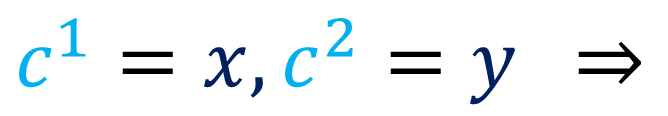 c¹ = x, c² = y ⇒